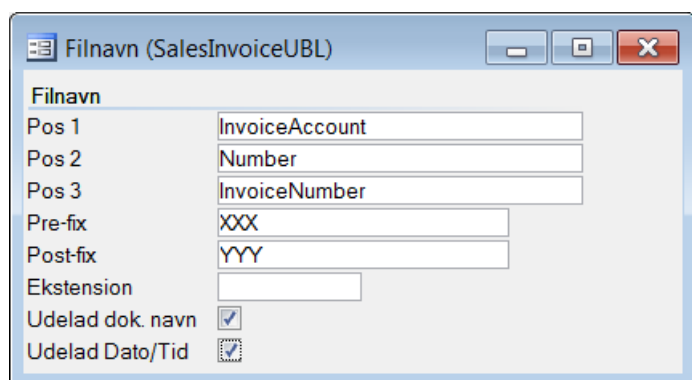 Filnavn (SalesInvoiceUBL)
Filnavn
Pos 1 InvoiceAccount
Pos 2 Number
Pos 3 InvoiceNumber
Pre-fix XXX
Post-fix YYY
Ekstension
Udelad dok. navn
Udelad Dato/Tid